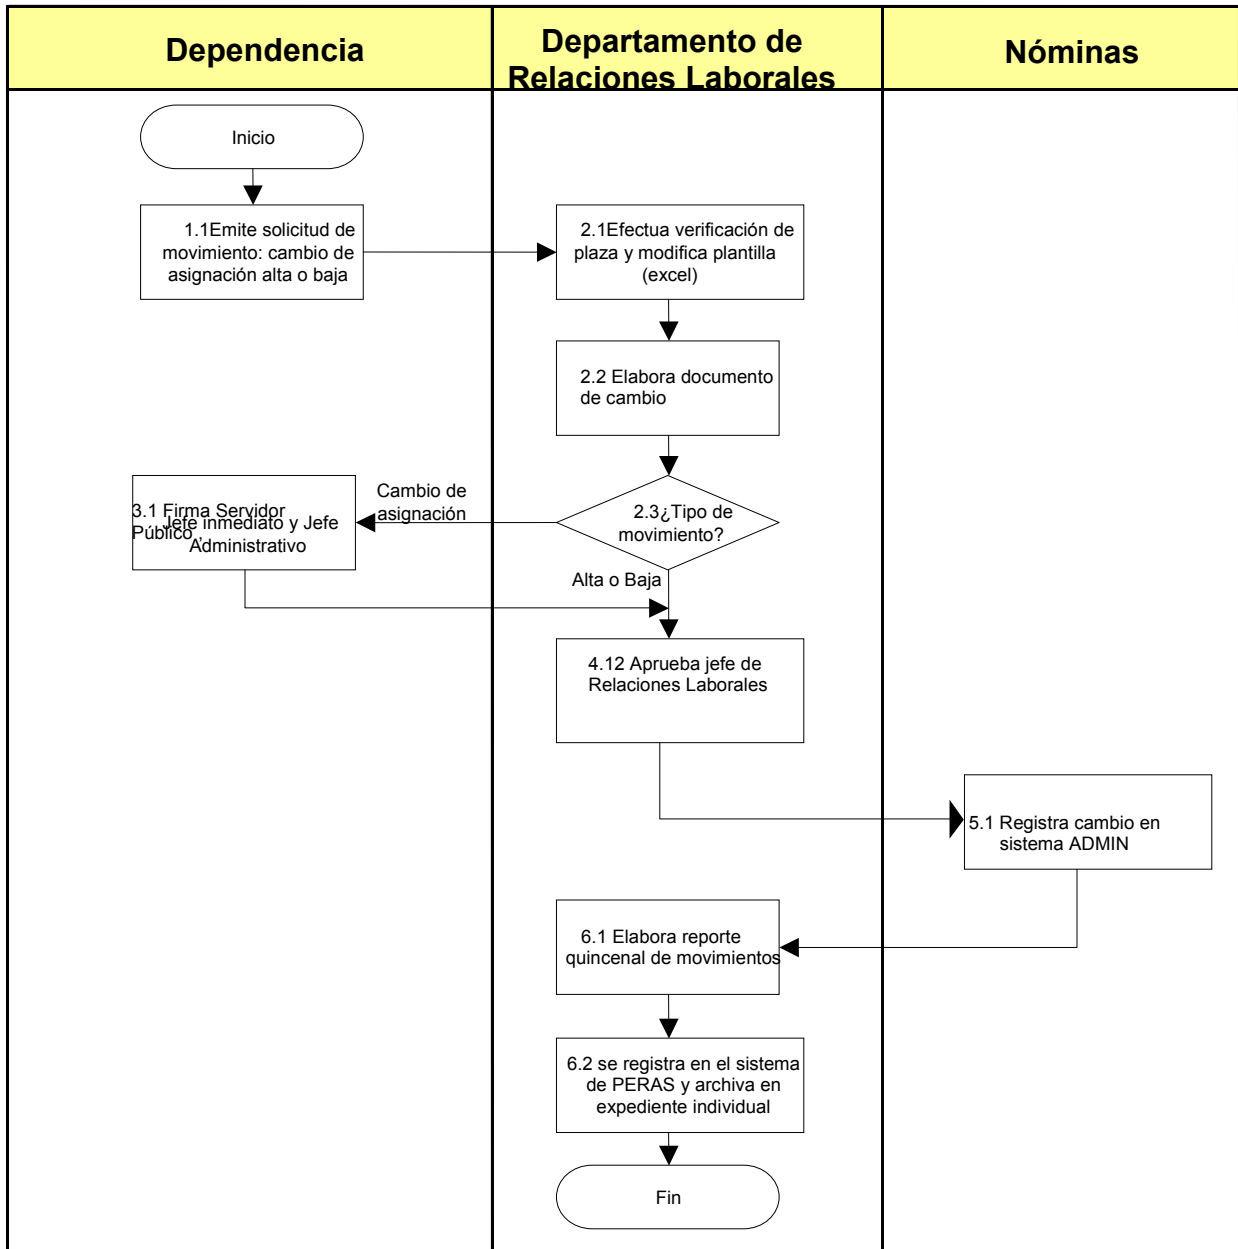 Dependencia
Departamento de
Relaciones Laborales
Nóminas
Inicio
1.1Emite solicitud de
movimiento: cambio de
asignación alta o baja
2.1Efectua verificación de
plaza y modifica plantilla
(excel)
2.2 Elabora documento
de cambio
2.3¿Tipo de
movimiento?
Cambio de
asignación
3.1 Firma Servidor
Público ,
Jefe inmediato y Jefe
Administrativo
Alta o Baja
4.12 Aprueba jefe de
Relaciones Laborales
5.1 Registra cambio en
sistema ADMIN
6.1 Elabora reporte
quincenal de movimientos
6.2 se registra en el sistema
de PERAS y archiva en
expediente individual
Fin